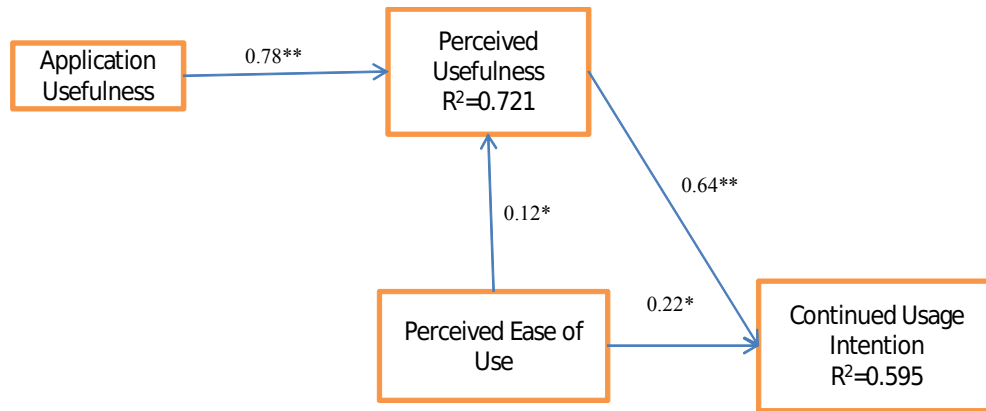 Application
Usefulness
0.78**
Perceived
Usefulness
R²=0.721
0.64**
0.12*
Perceived Ease of
Use
0.22*
Continued Usage
Intention
R²=0.595